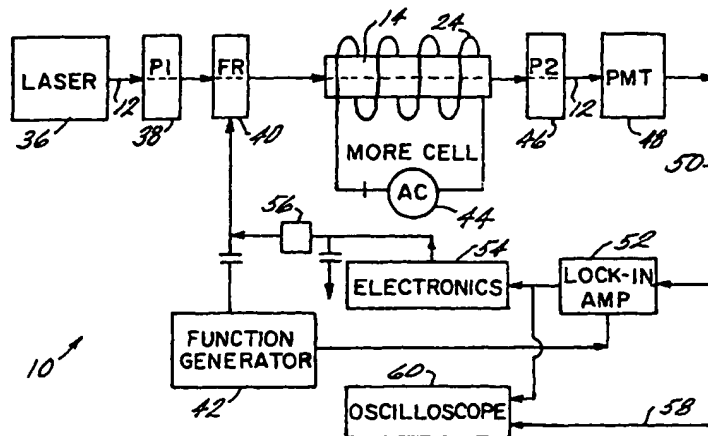 14
24
LASER
P1
FR
P2
PMT
12
12
36
38
40
46
48
MORE CELL
50
AC
44
56
54
52
ELECTRONICS
LOCK-IN
AMP
FUNCTION
GENERATOR
10
42
60
58
OSCILLOSCOPE